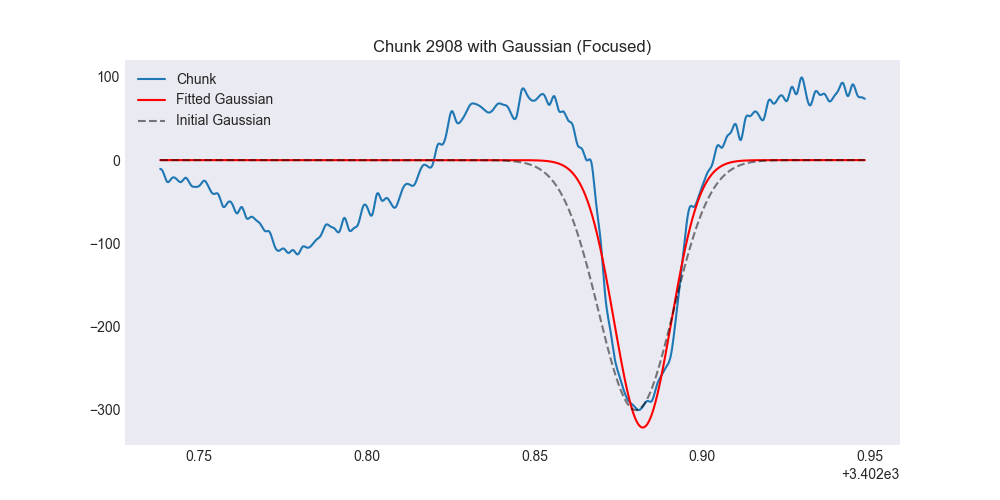 Chunk 2908 with Gaussian (Focused)
Chunk
Fitted Gaussian
Initial Gaussian
100
0
−100
−200
−300
0.75 0.80 0.85 0.90 0.95
+3.402e3